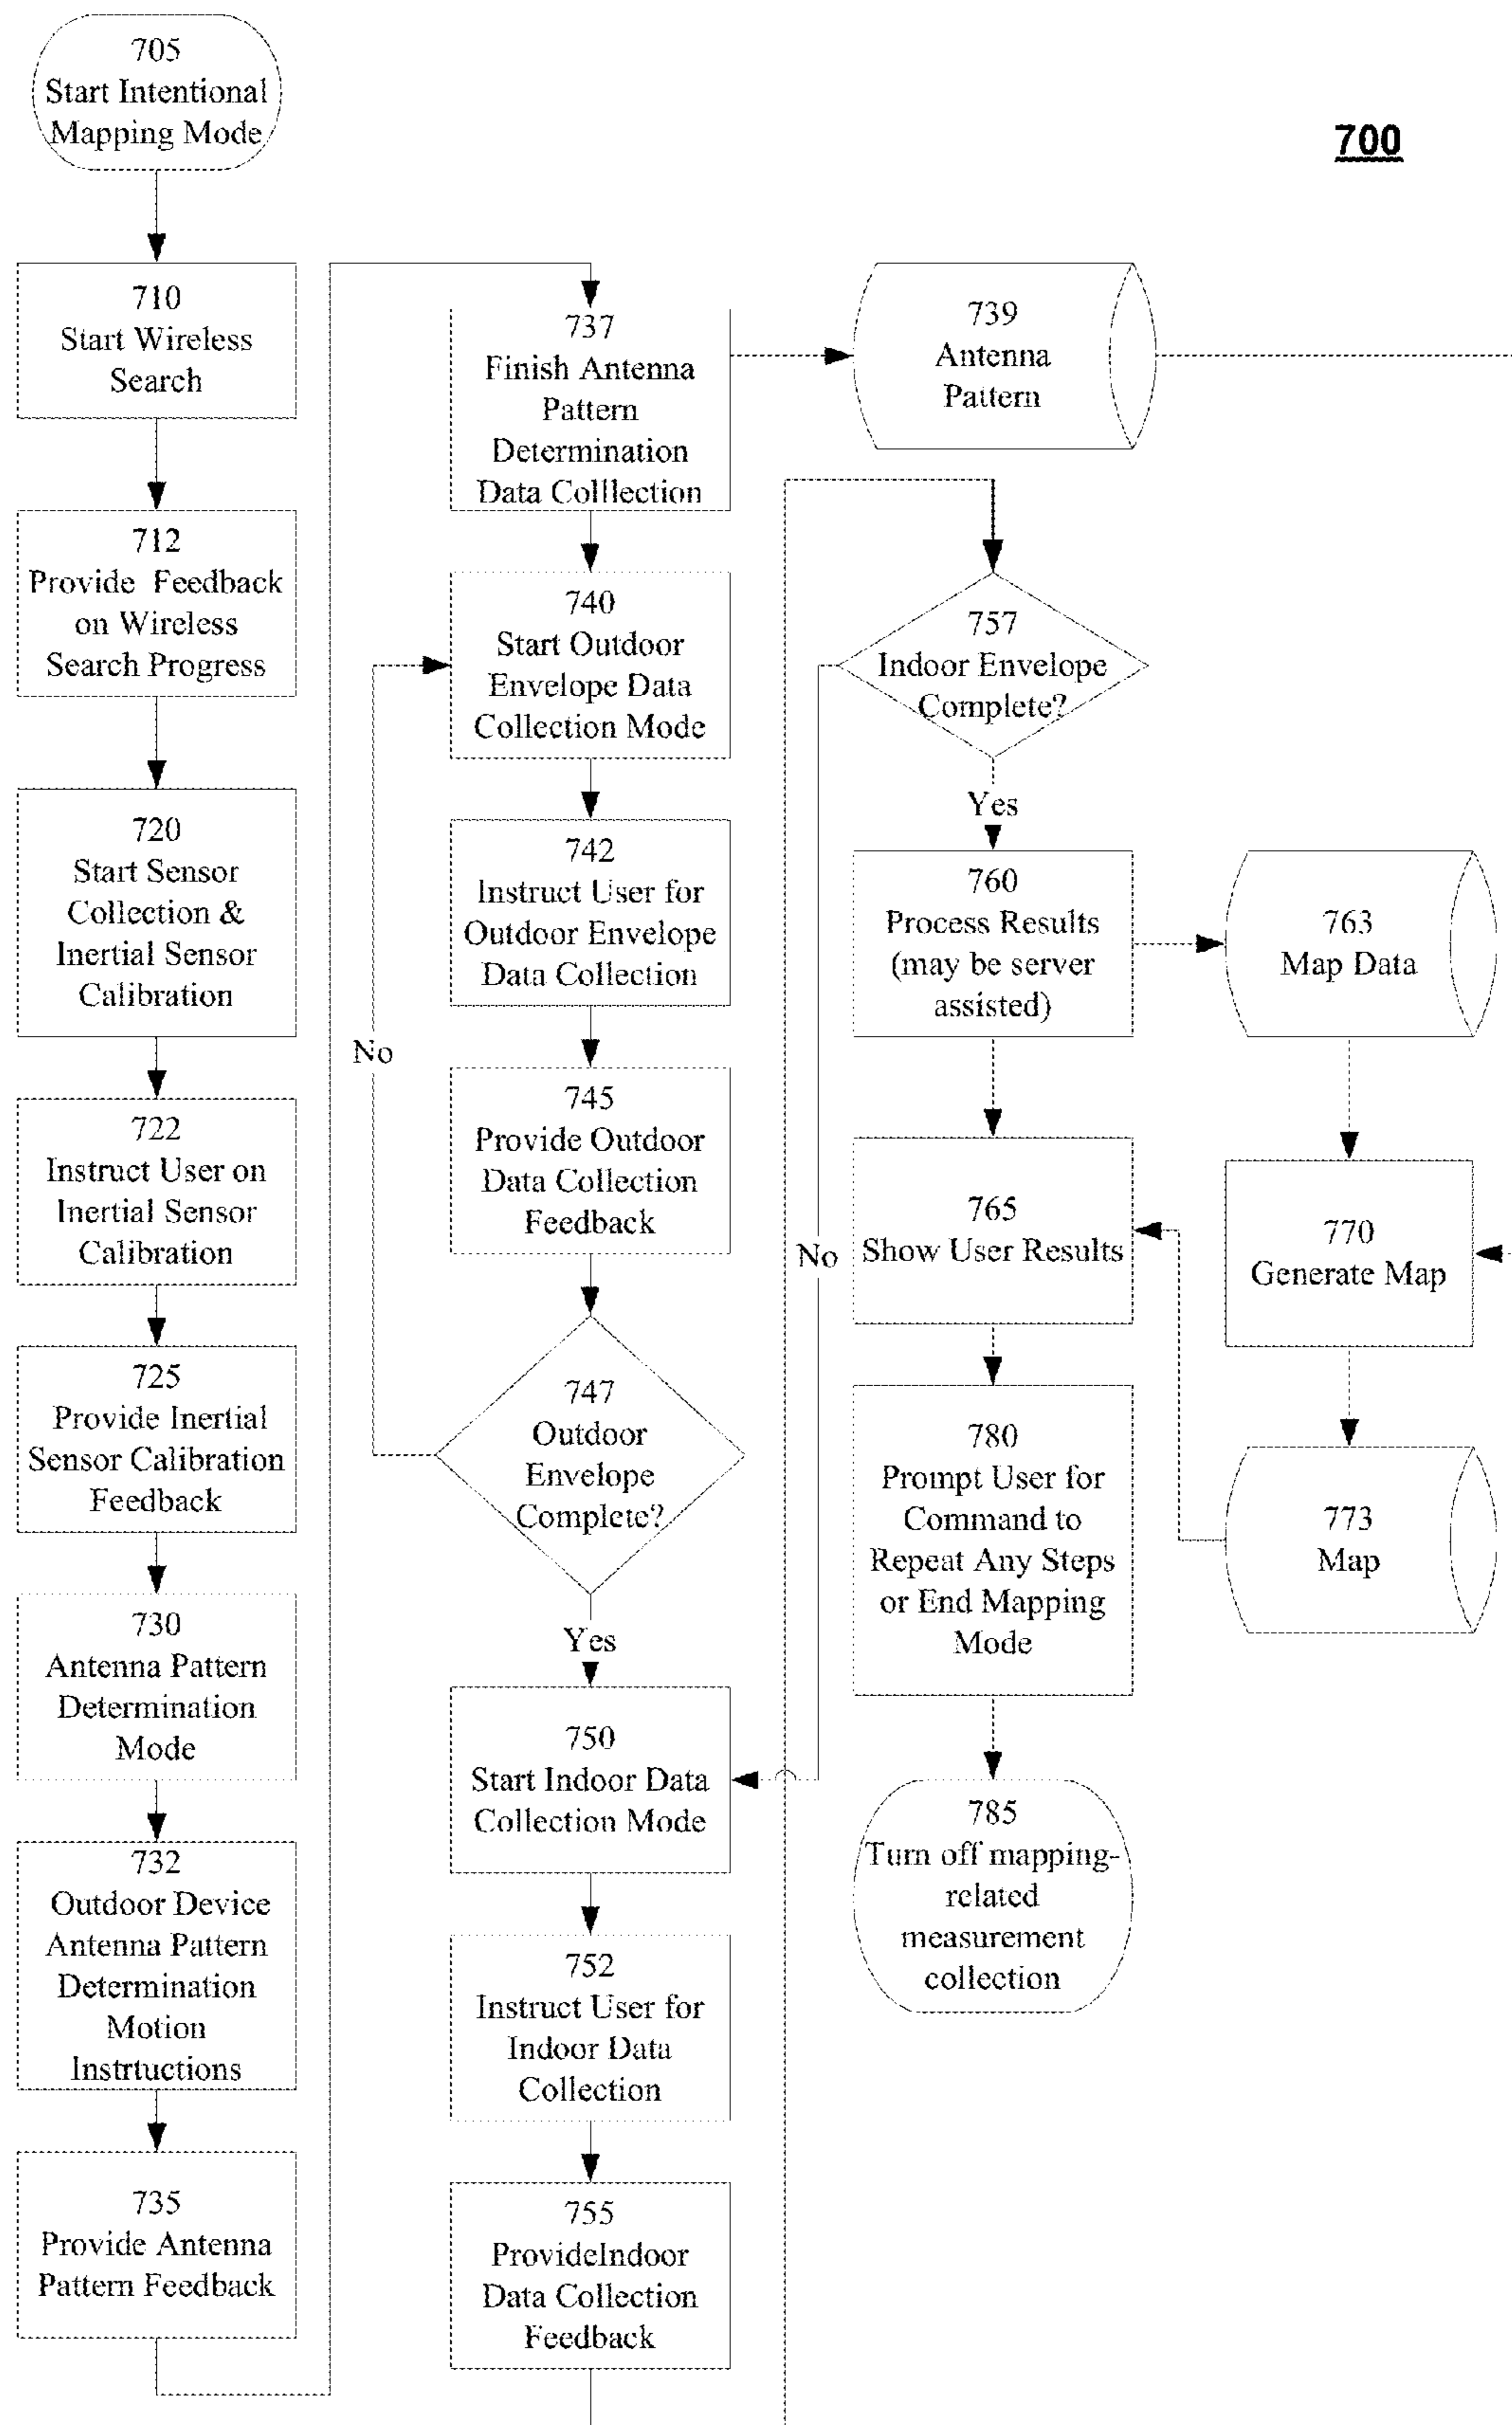 705
Start Intentional
Mapping Mode
700
710
Start Wireless
Search
712
Provide Feedback
on Wireless
Search Progress
720
Start Sensor
Collection &
Inertial Sensor
Calibration
722
Instruct User on
Inertial Sensor
Calibration
725
Provide Inertial
Sensor Calibration
Feedback
730
Antenna Pattern
Determination
Mode
732
Outdoor Device
Antenna Pattern
Determination
Motion
Instrtuctions
735
Provide Antenna
Pattern Feedback
737
Finish Antenna
Pattern
Determination
Data Colllection
739
Antenna
Pattern
740
Start Outdoor
Envelope Data
Collection Mode
742
Instruct User for
Outdoor Envelope
Data Collection
745
Provide Outdoor
Data Collection
Feedback
No
747
Outdoor
Envelope
Complete?
Yes
750
Start Indoor Data
Collection Mode
752
Instruct User for
Indoor Data
Collection
755
ProvideIndoor
Data Collection
Feedback
757
Indoor Envelope
Complete?
Yes
No
760
Process Results
(may be server
assisted)
763
Map Data
765
Show User Results
770
Generate Map
773
Map
780
Prompt User for
Command to
Repeat Any Steps
or End Mapping
Mode
785
Turn off mapping-
related
measurement
collection